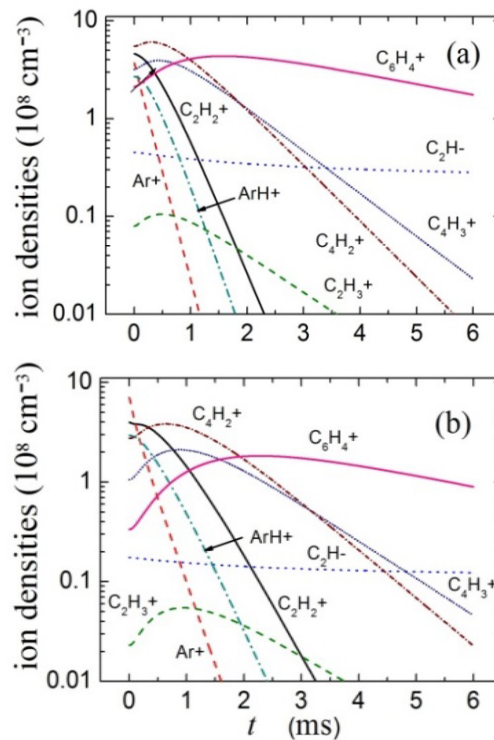 10
(a)
C6H4+
C2H2+
1
C2H-
Ar+
ArH+
C4H3+
0.1
C4H2+
C2H3+
0.01
0 1 2 3 4 5 6
ion densities (10⁸ cm⁻³)
10
(b)
C4H2+
C6H4+
1
ArH+
C2H-
0.1
C4H3+
C2H3+
C2H2+
Ar+
0.01
0 1 2 3 4 5 6
t (ms)
ion densities (10⁸ cm⁻³)